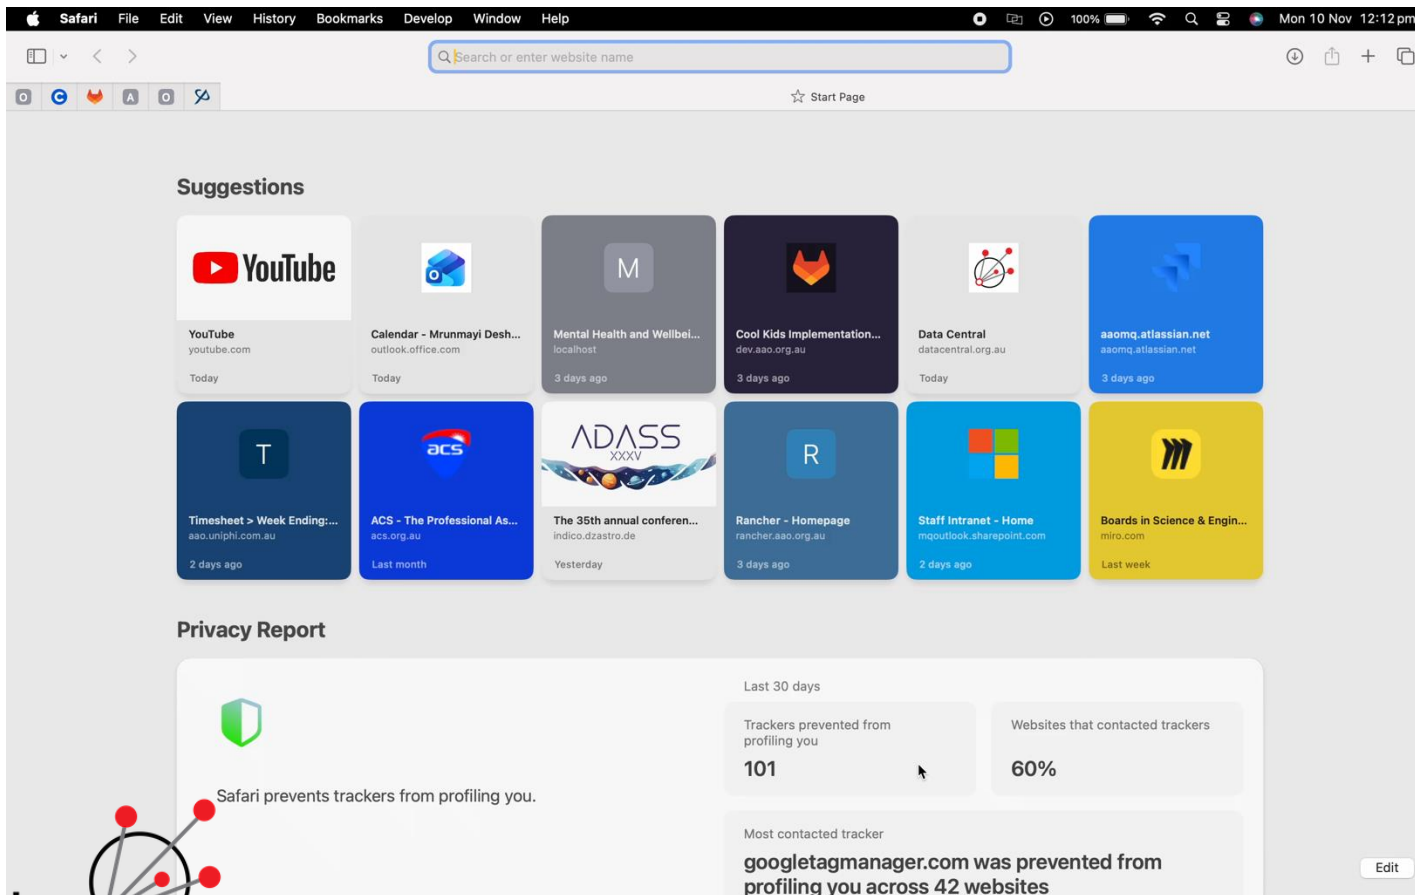 Safari File Edit View History Bookmarks Develop Window Help 100% Mon 10 Nov 12:12 pm
Search or enter website name
O C A O Start Page
Suggestions
YouTube
M
YouTube
youtube.com
Today
Calendar - Mrunmayi Desh...
outlook.office.com
Today
Mental Health and Wellbei...
localhost
3 days ago
Cool Kids Implementation...
dev.aao.org.au
3 days ago
Data Central
datacentral.org.au
Today
aaomq.atlassian.net
aaomq.atlassian.net
3 days ago
T
Timesheet > Week Ending:...
aao.uniphi.com.au
2 days ago
acs
ACS - The Professional As...
acs.org.au
Last month
ADASS
XXXV
The 35th annual conferen...
indico.dzastro.de
Yesterday
R
Rancher - Homepage
rancher.aao.org.au
3 days ago
Staff Intranet - Home
mqoutlook.sharepoint.com
2 days ago
Boards in Science & Engin...
miro.com
Last week
Privacy Report
Safari prevents trackers from profiling you.
Last 30 days
Trackers prevented from
profiling you
101
Websites that contacted trackers
60%
Most contacted tracker
googletagmanager.com was prevented from
profiling you across 42 websites
Edit